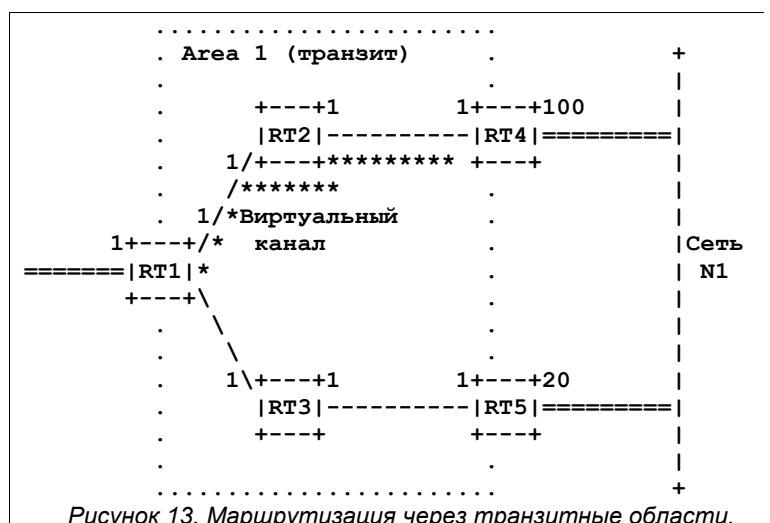 . . . . . . . . . . . . . . . . . . . . . . . . .
. Area 1 (транзит) . +
. . |
. +---+1 1+---+100 |
. |RT2|----------|RT4|=========|
. 1/+---+********* +---+ |
. /******* . |
. 1/*Виртуальный . |
1+---+/* канал . |Сеть
=======|RT1|* . | N1
+---+\ . |
. \ . |
. \ . |
. 1\+---+1 1+---+20 |
. |RT3|----------|RT5|=========|
. +---+ +---+ |
. . |
. . . . . . . . . . . . . . . . . . . . . . . . . +
Рисунок 13. Маршрутизация через транзитные области.